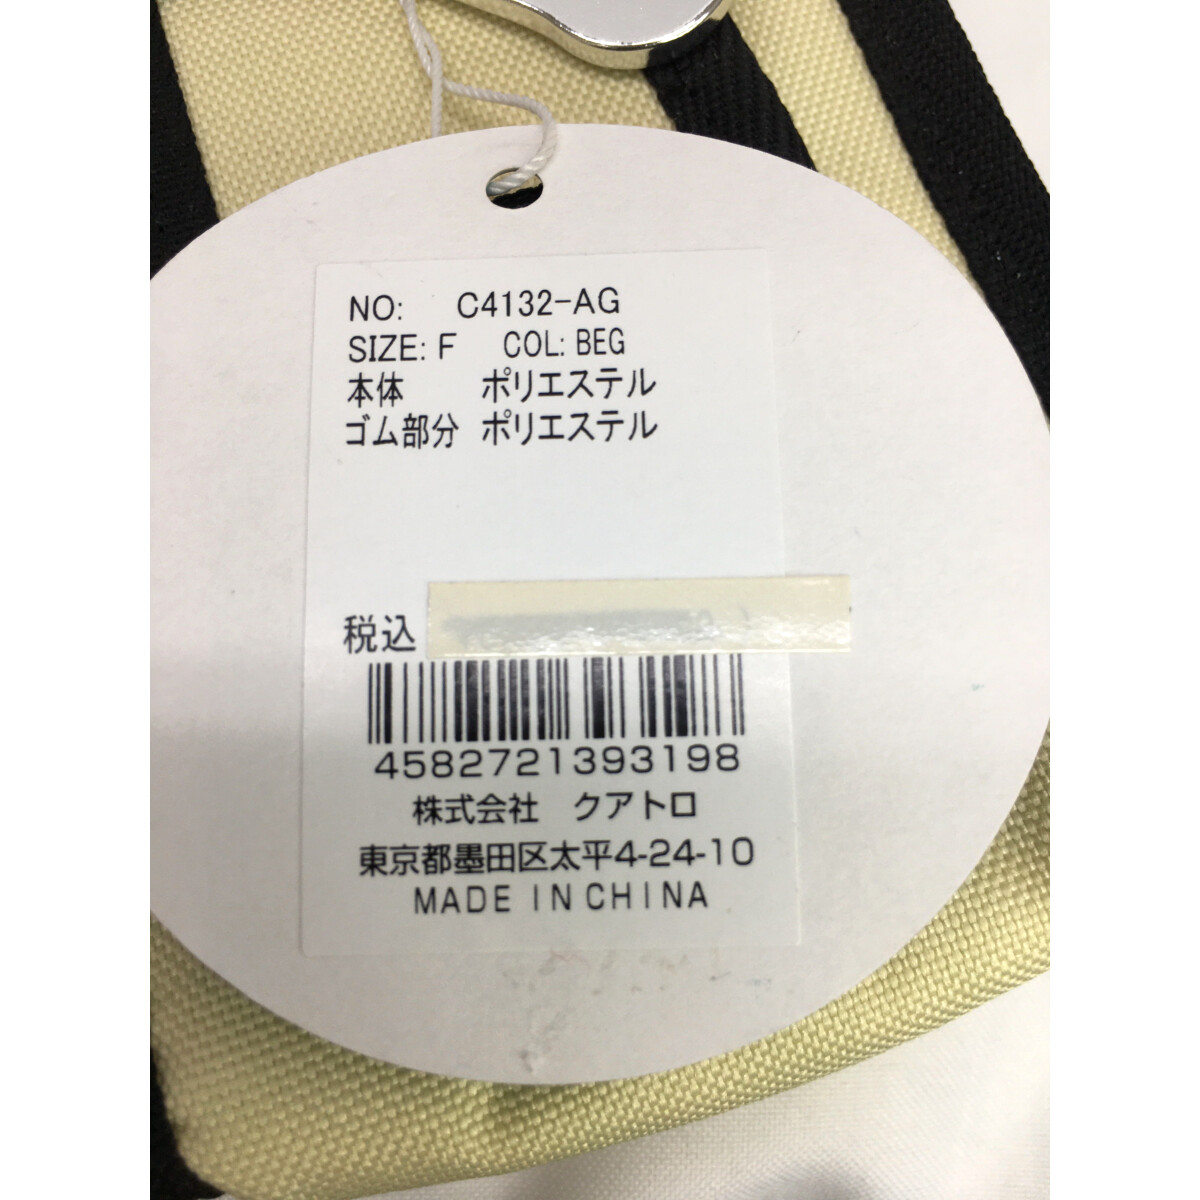 NO: C4132-AG
SIZE: F COL: BEG
本体 ポリエステル
ゴム部分 ポリエステル
税込
4582721393198
株式会社 クアトロ
東京都墨田区太平4-24-10
MADE IN CHINA